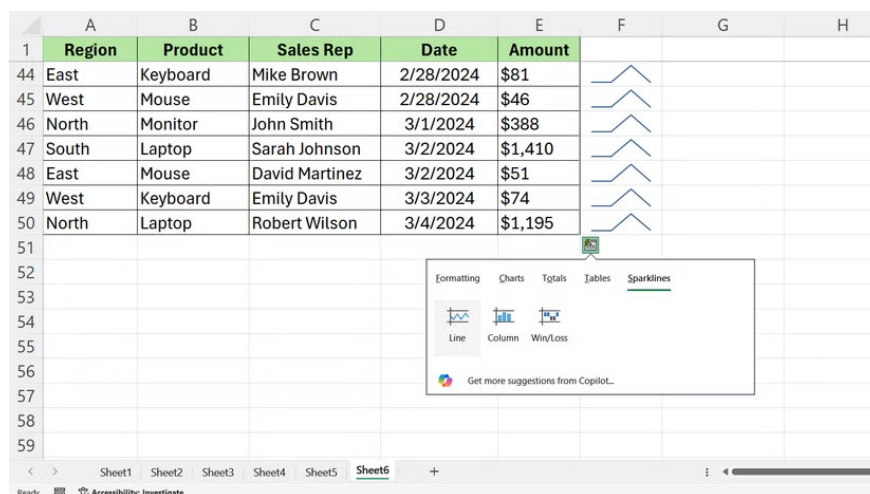 A B C D E F G H
1 Region Product Sales Rep Date Amount
44 East Keyboard Mike Brown 2/28/2024 $81
45 West Mouse Emily Davis 2/28/2024 $46
46 North Monitor John Smith 3/1/2024 $388
47 South Laptop Sarah Johnson 3/2/2024 $1,410
48 East Mouse David Martinez 3/2/2024 $51
49 West Keyboard Emily Davis 3/3/2024 $74
50 North Laptop Robert Wilson 3/4/2024 $1,195
51
52
Formatting Charts Totals Tables Sparklines
53
54
Line Column Win/Loss
55
56
Get more suggestions from Copilot...
57
58
59
Sheet1 Sheet2 Sheet3 Sheet4 Sheet5 Sheet6 +
Ready Accessibility: Investigate